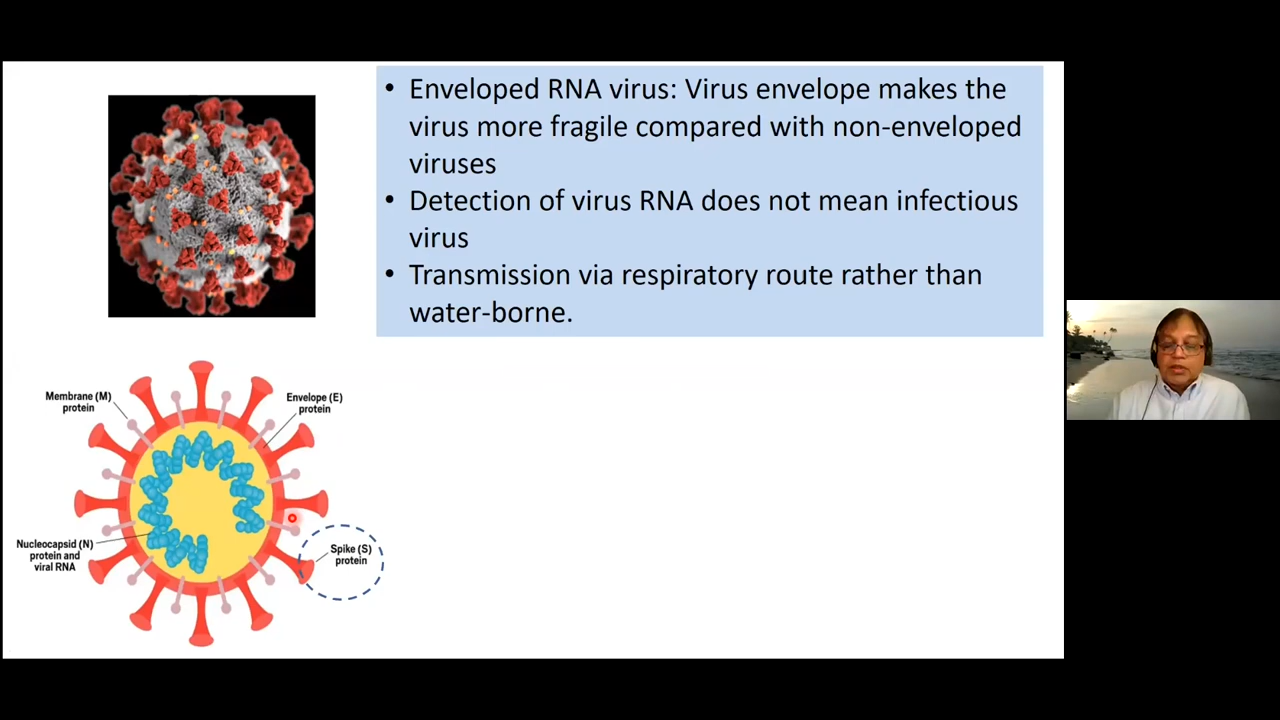 • Enveloped RNA virus: Virus envelope makes the
virus more fragile compared with non-enveloped
viruses
• Detection of virus RNA does not mean infectious
virus
• Transmission via respiratory route rather than
water-borne.
Membrane (M)
protein
Envelope (E)
protein
Nucleocapsid (N)
protein and
viral RNA
Spike (S)
protein